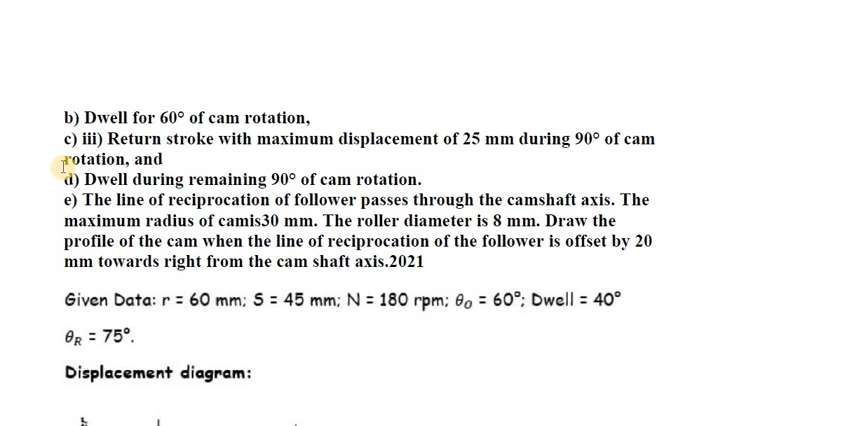 b) Dwell for 60° of cam rotation,
c) iii) Return stroke with maximum displacement of 25 mm during 90° of cam
rotation, and
d) Dwell during remaining 90° of cam rotation.
e) The line of reciprocation of follower passes through the camshaft axis. The
maximum radius of camis30 mm. The roller diameter is 8 mm. Draw the
profile of the cam when the line of reciprocation of the follower is offset by 20
mm towards right from the cam shaft axis.2021
Given Data: r = 60 mm; S = 45 mm; N = 180 rpm; θO = 60°; Dwell = 40°
θR = 75°.
Displacement diagram: